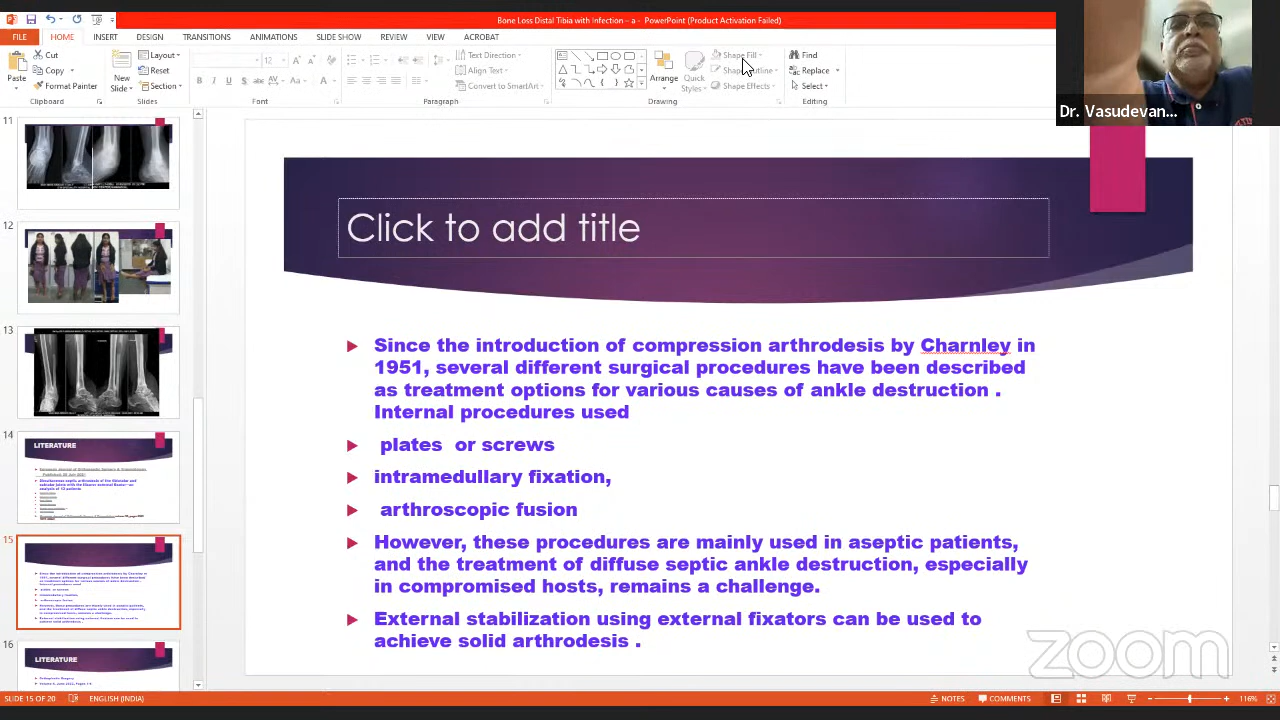 Bone Loss Distal Tibia with Infection – a - PowerPoint (Product Activation Failed)
FILE HOME INSERT DESIGN TRANSITIONS ANIMATIONS SLIDE SHOW REVIEW VIEW ACROBAT
Paste
Cut
Copy
Format Painter
Clipboard
New
Slide
Layout
Reset
Section
Slides
Font
Text Direction
Align Text
Convert to SmartArt
Paragraph
Arrange
Quick
Styles
Shape Fill
Shape Outline
Shape Effects
Drawing
Find
Replace
Select
Editing
Dr. Vasudevan...
11
12
13
14
LITERATURE
15
16
LITERATURE
Click to add title
Since the introduction of compression arthrodesis by Charnley in
1951, several different surgical procedures have been described
as treatment options for various causes of ankle destruction .
Internal procedures used
plates or screws
intramedullary fixation,
arthroscopic fusion
However, these procedures are mainly used in aseptic patients,
and the treatment of diffuse septic ankle destruction, especially
in compromised hosts, remains a challenge.
External stabilization using external fixators can be used to
achieve solid arthrodesis .
zoom
SLIDE 15 OF 20 ENGLISH (INDIA) NOTES COMMENTS 116%